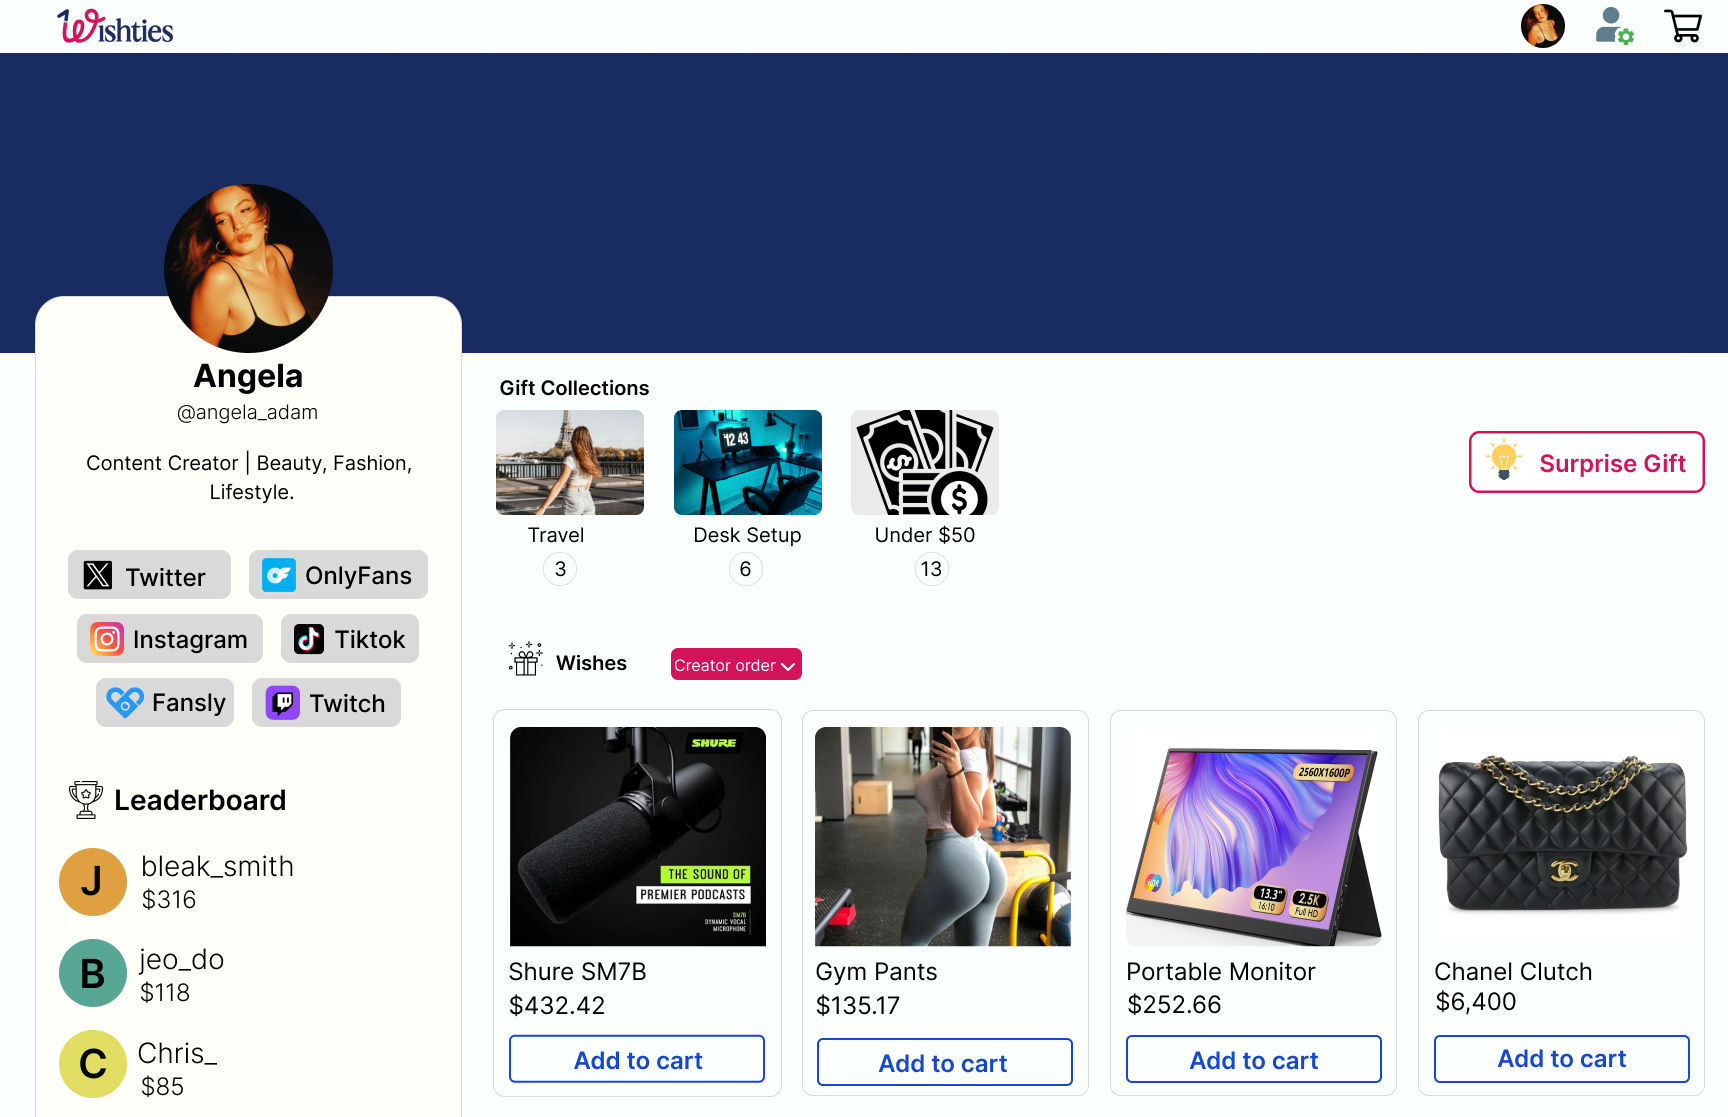 Wishties
Angela
@angela_adam
Content Creator | Beauty, Fashion,
Lifestyle.
Twitter
OnlyFans
Instagram
Tiktok
Fansly
Twitch
Leaderboard
J
bleak_smith
$316
B
jeo_do
$118
C
Chris_
$85
Gift Collections
12 43
Travel
3
Desk Setup
6
$
$
Under $50
13
Surprise Gift
Wishes
Creator order
SHURE
THE SOUND OF
PREMIER PODCASTS
SM7B
DYNAMIC VOCAL
MICROPHONE
Shure SM7B
$432.42
Add to cart
Gym Pants
$135.17
Add to cart
2560X1600P
HDR
13.3"
16:10
2.5K
Full HD
Portable Monitor
$252.66
Add to cart
Chanel Clutch
$6,400
Add to cart